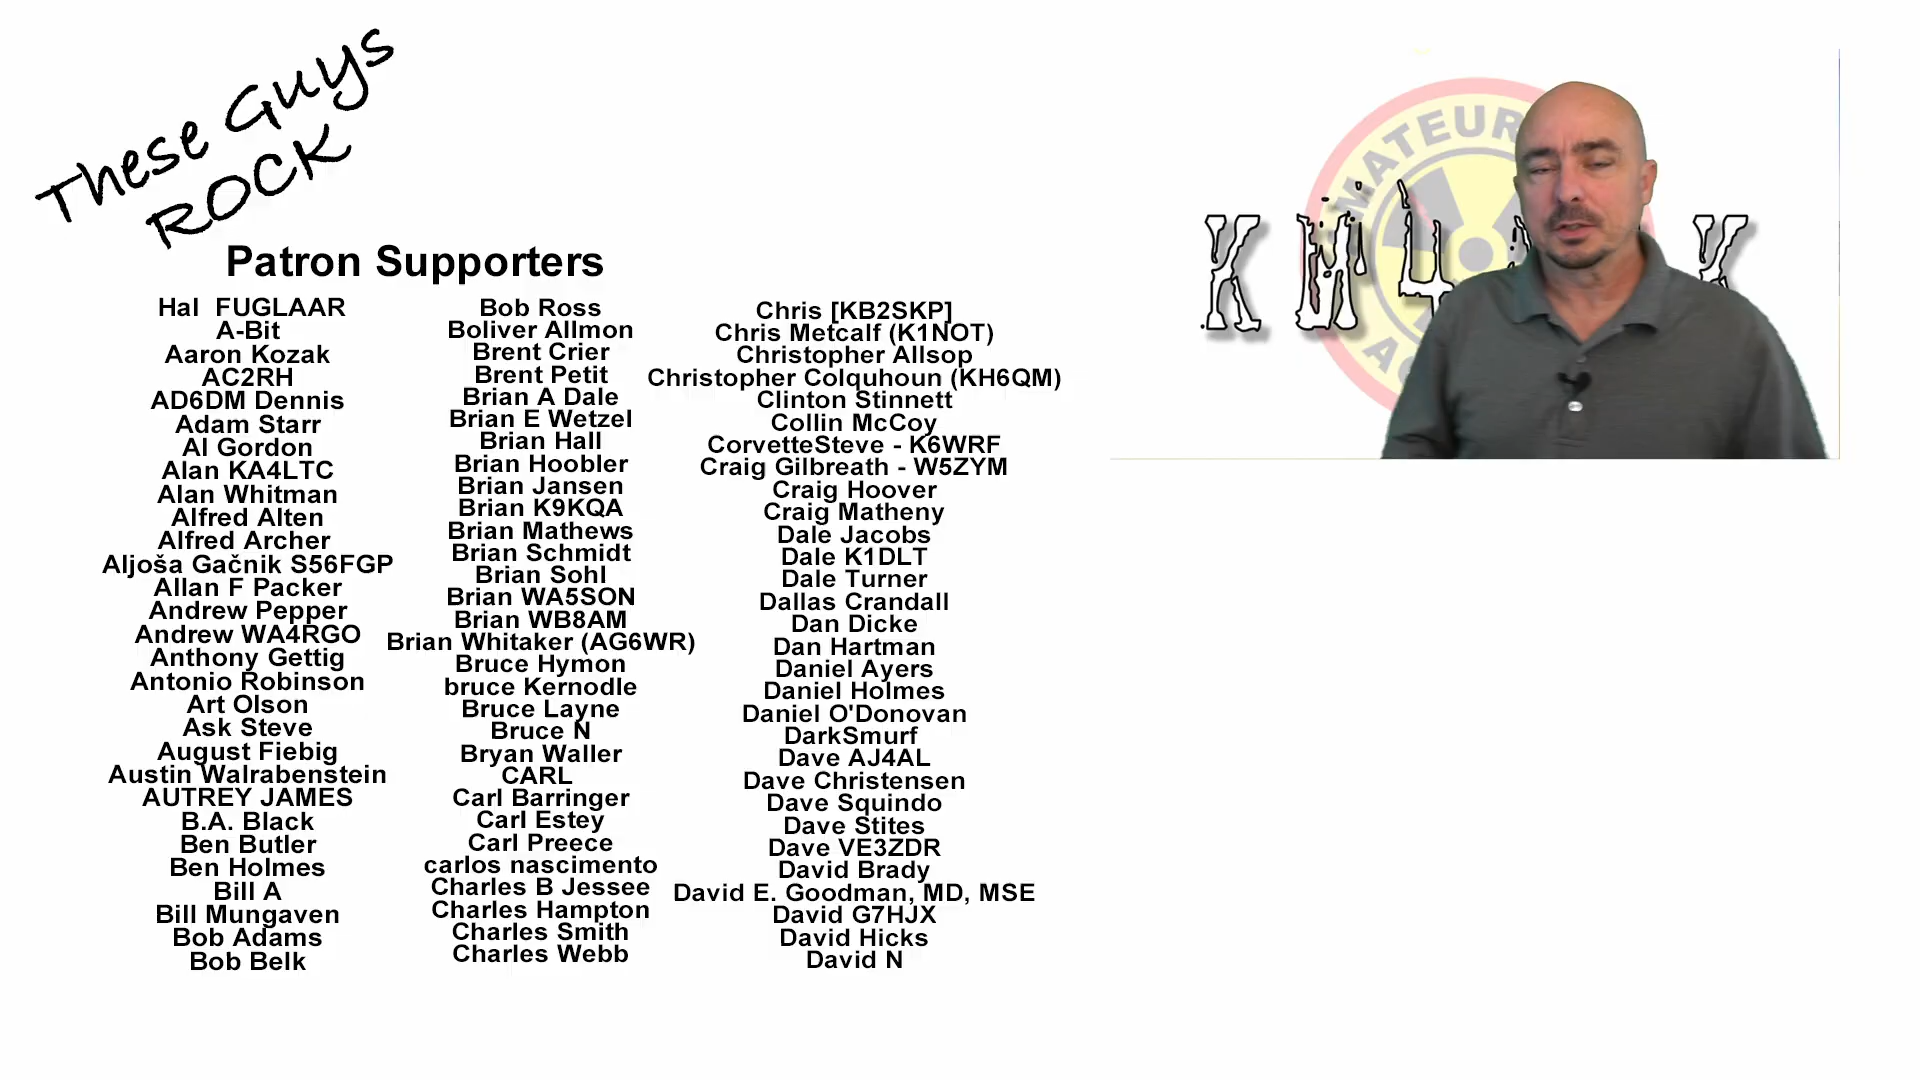 These Guys
ROCK
Patron Supporters
Hal  FUGLAAR
A-Bit
Aaron Kozak
AC2RH
AD6DM Dennis
Adam Starr
Al Gordon
Alan KA4LTC
Alan Whitman
Alfred Alten
Alfred Archer
Aljoša Gačnik S56FGP
Allan F Packer
Andrew Pepper
Andrew WA4RGO
Anthony Gettig
Antonio Robinson
Art Olson
Ask Steve
August Fiebig
Austin Walrabenstein
AUTREY JAMES
B.A. Black
Ben Butler
Ben Holmes
Bill A
Bill Mungaven
Bob Adams
Bob Belk
Bob Ross
Boliver Allmon
Brent Crier
Brent Petit
Brian A Dale
Brian E Wetzel
Brian Hall
Brian Hoobler
Brian Jansen
Brian K9KQA
Brian Mathews
Brian Schmidt
Brian Sohl
Brian WA5SON
Brian WB8AM
Brian Whitaker (AG6WR)
Bruce Hymon
bruce Kernodle
Bruce Layne
Bruce N
Bryan Waller
CARL
Carl Barringer
Carl Estey
Carl Preece
carlos nascimento
Charles B Jessee
Charles Hampton
Charles Smith
Charles Webb
Chris [KB2SKP]
Chris Metcalf (K1NOT)
Christopher Allsop
Christopher Colquhoun (KH6QM)
Clinton Stinnett
Collin McCoy
CorvetteSteve - K6WRF
Craig Gilbreath - W5ZYM
Craig Hoover
Craig Matheny
Dale Jacobs
Dale K1DLT
Dale Turner
Dallas Crandall
Dan Dicke
Dan Hartman
Daniel Ayers
Daniel Holmes
Daniel O'Donovan
DarkSmurf
Dave AJ4AL
Dave Christensen
Dave Squindo
Dave Stites
Dave VE3ZDR
David Brady
David E. Goodman, MD, MSE
David G7HJX
David Hicks
David N
AMATEUR
KM4 K